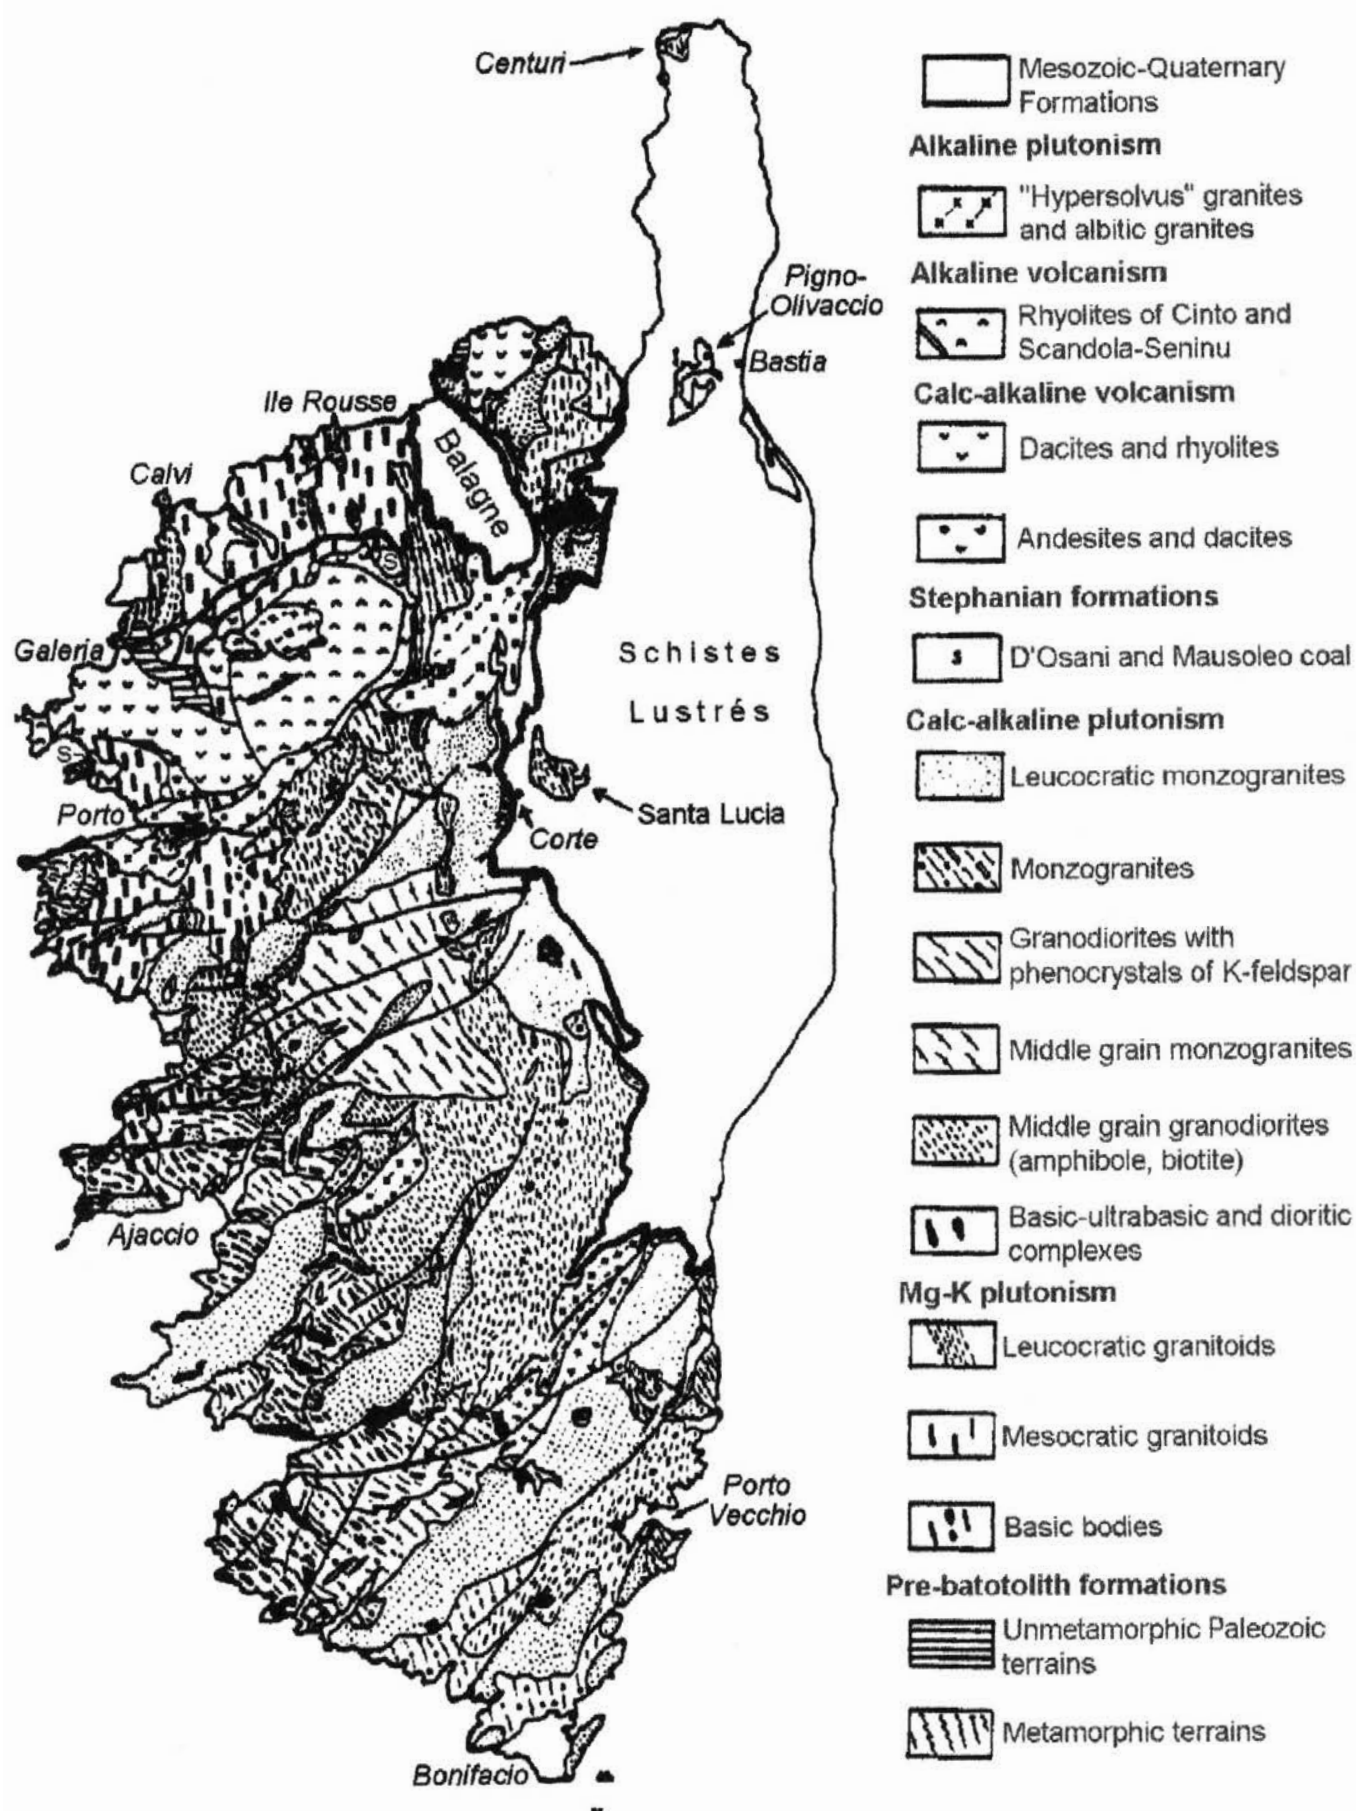 Centuri
Pigno-
Olivaccio
Bastia
Ile Rousse
Balagne
Calvi
S
Galeria
Schistes
Lustrés
S
Santa Lucia
Porto
Corte
Ajaccio
Porto
Vecchio
Bonifacio
Mesozoic-Quaternary
Formations
Alkaline plutonism
"Hypersolvus" granites
and albitic granites
Alkaline volcanism
Rhyolites of Cinto and
Scandola-Seninu
Calc-alkaline volcanism
Dacites and rhyolites
Andesites and dacites
Stephanian formations
s
D'Osani and Mausoleo coal
Calc-alkaline plutonism
Leucocratic monzogranites
Monzogranites
Granodiorites with
phenocrystals of K-feldspar
Middle grain monzogranites
Middle grain granodiorites
(amphibole, biotite)
Basic-ultrabasic and dioritic
complexes
Mg-K plutonism
Leucocratic granitoids
Mesocratic granitoids
Basic bodies
Pre-batotolith formations
Unmetamorphic Paleozoic
terrains
Metamorphic terrains